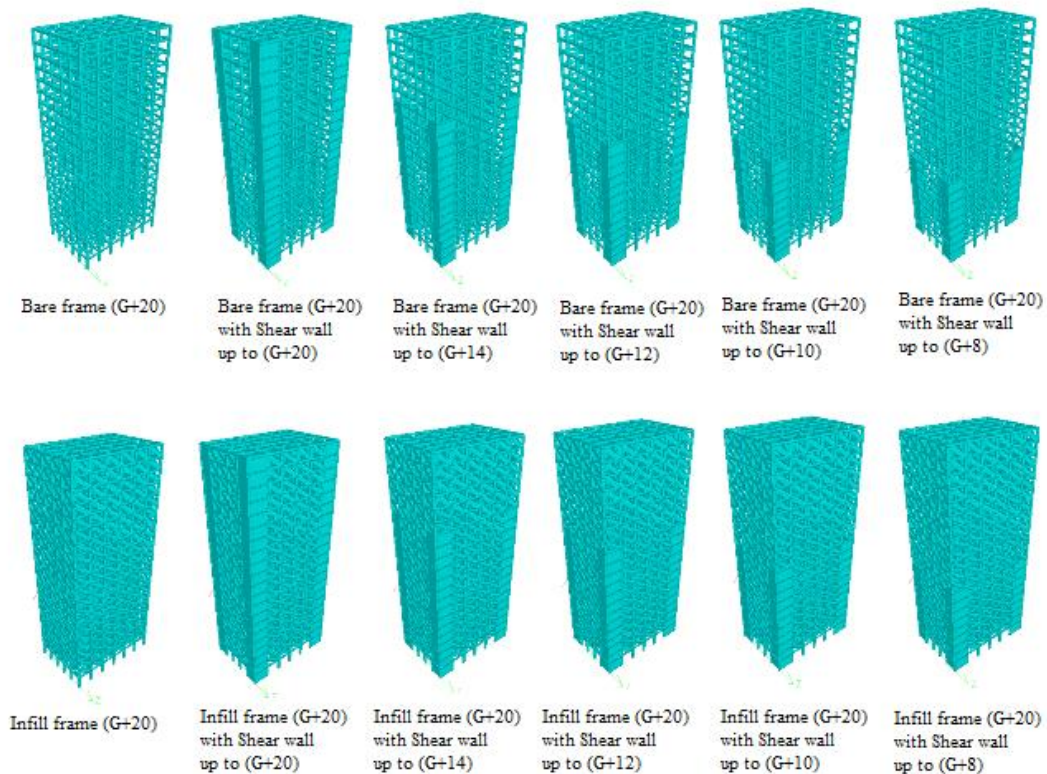 Bare frame (G+20)
Bare frame (G+20)
with Shear wall
up to (G+20)
Bare frame (G+20)
with Shear wall
up to (G+14)
Bare frame (G+20)
with Shear wall
up to (G+12)
Bare frame (G+20)
with Shear wall
up to (G+10)
Bare frame (G+20)
with Shear wall
up to (G+8)
Infill frame (G+20)
Infill frame (G+20)
with Shear wall
up to (G+20)
Infill frame (G+20)
with Shear wall
up to (G+14)
Infill frame (G+20)
with Shear wall
up to (G+12)
Infill frame (G+20)
with Shear wall
up to (G+10)
Infill frame (G+20)
with Shear wall
up to (G+8)